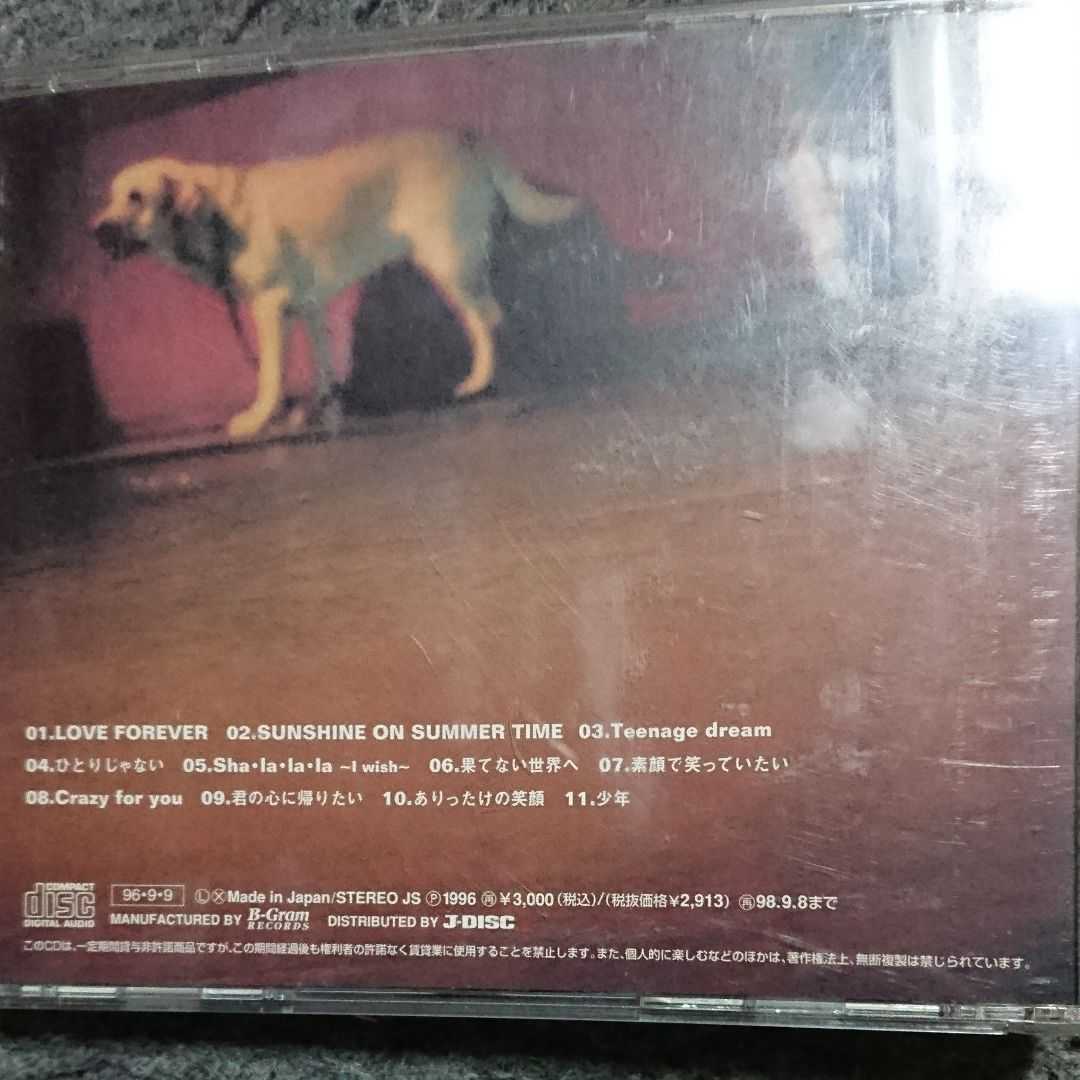 01.LOVE FOREVER 02.SUNSHINE ON SUMMER TIME 03.Teenage dream
04.ひとりじゃない 05.Sha・la・la・la ~I wish~ 06.果てない世界へ 07.素顔で笑っていたい
08.Crazy for you 09.君の心に帰りたい 10.ありったけの笑顔 11.少年
COMPACT disc DIGITAL AUDIO
96・9・9 ⓁⓍMade in Japan/STEREO JS Ⓟ1996 ㊢¥3,000(税込)/(税抜価格¥2,913) ㊢98.9.8まで
MANUFACTURED BY B-Gram RECORDS DISTRIBUTED BY J-DISC
このCDは、一定期間貸与非許諾商品ですが、この期間経過後も権利者の許諾なく賃貸業に使用することを禁止します。また、個人的に楽しむなどのほかは、著作権法上、無断複製は禁じられています。